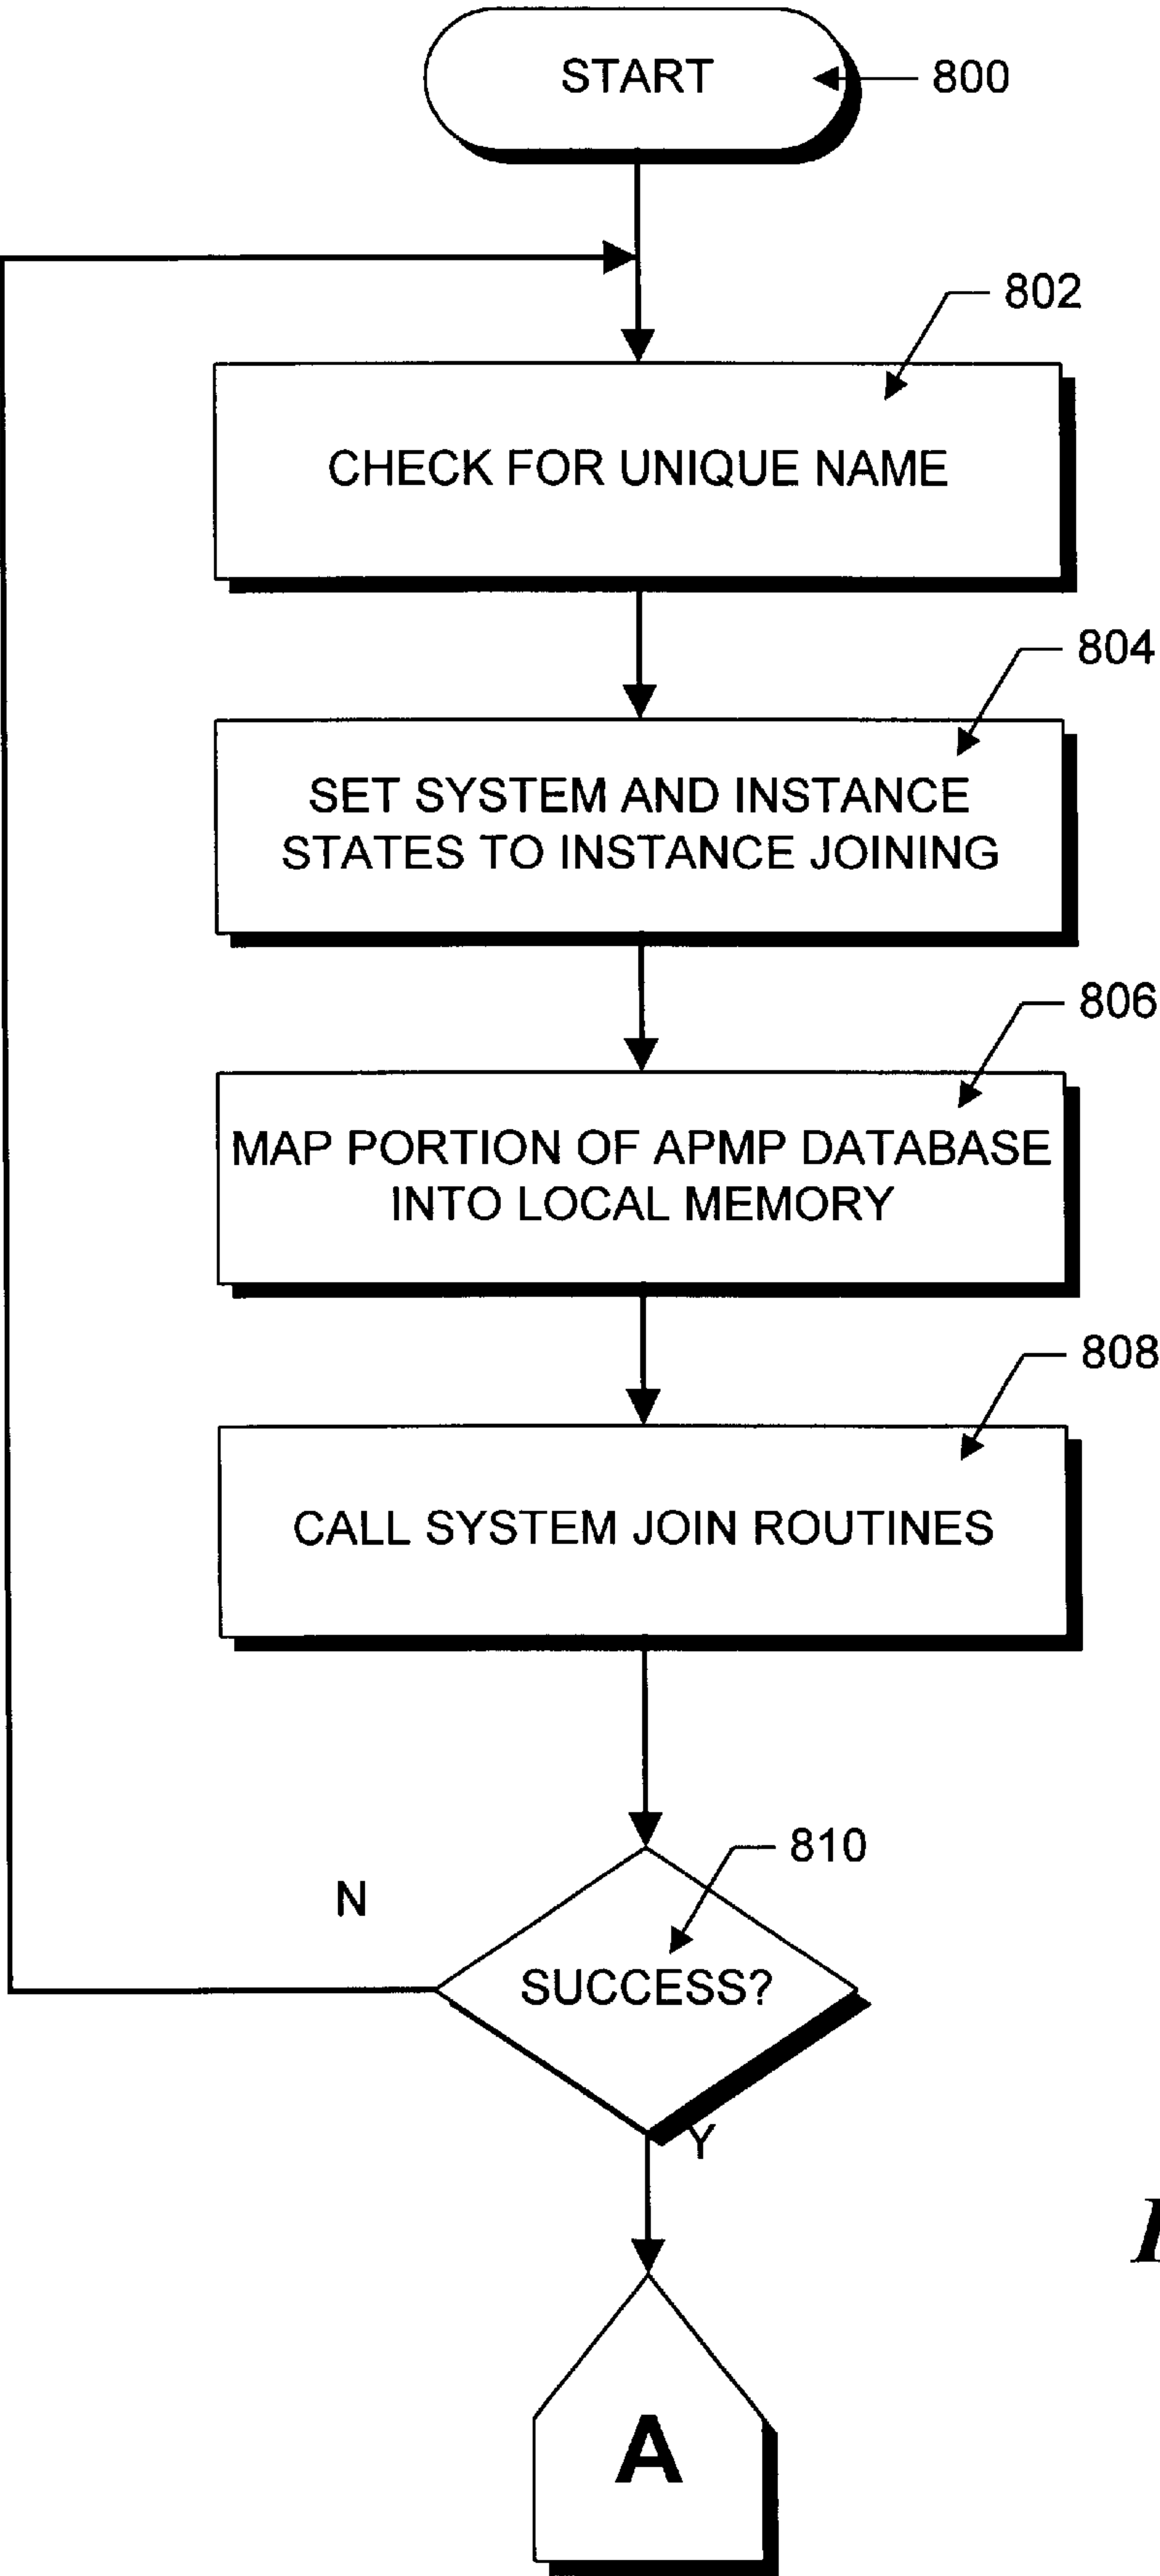 START
800
802
CHECK FOR UNIQUE NAME
804
SET SYSTEM AND INSTANCE
STATES TO INSTANCE JOINING
806
MAP PORTION OF APMP DATABASE
INTO LOCAL MEMORY
808
CALL SYSTEM JOIN ROUTINES
810
N
SUCCESS?
Y
A